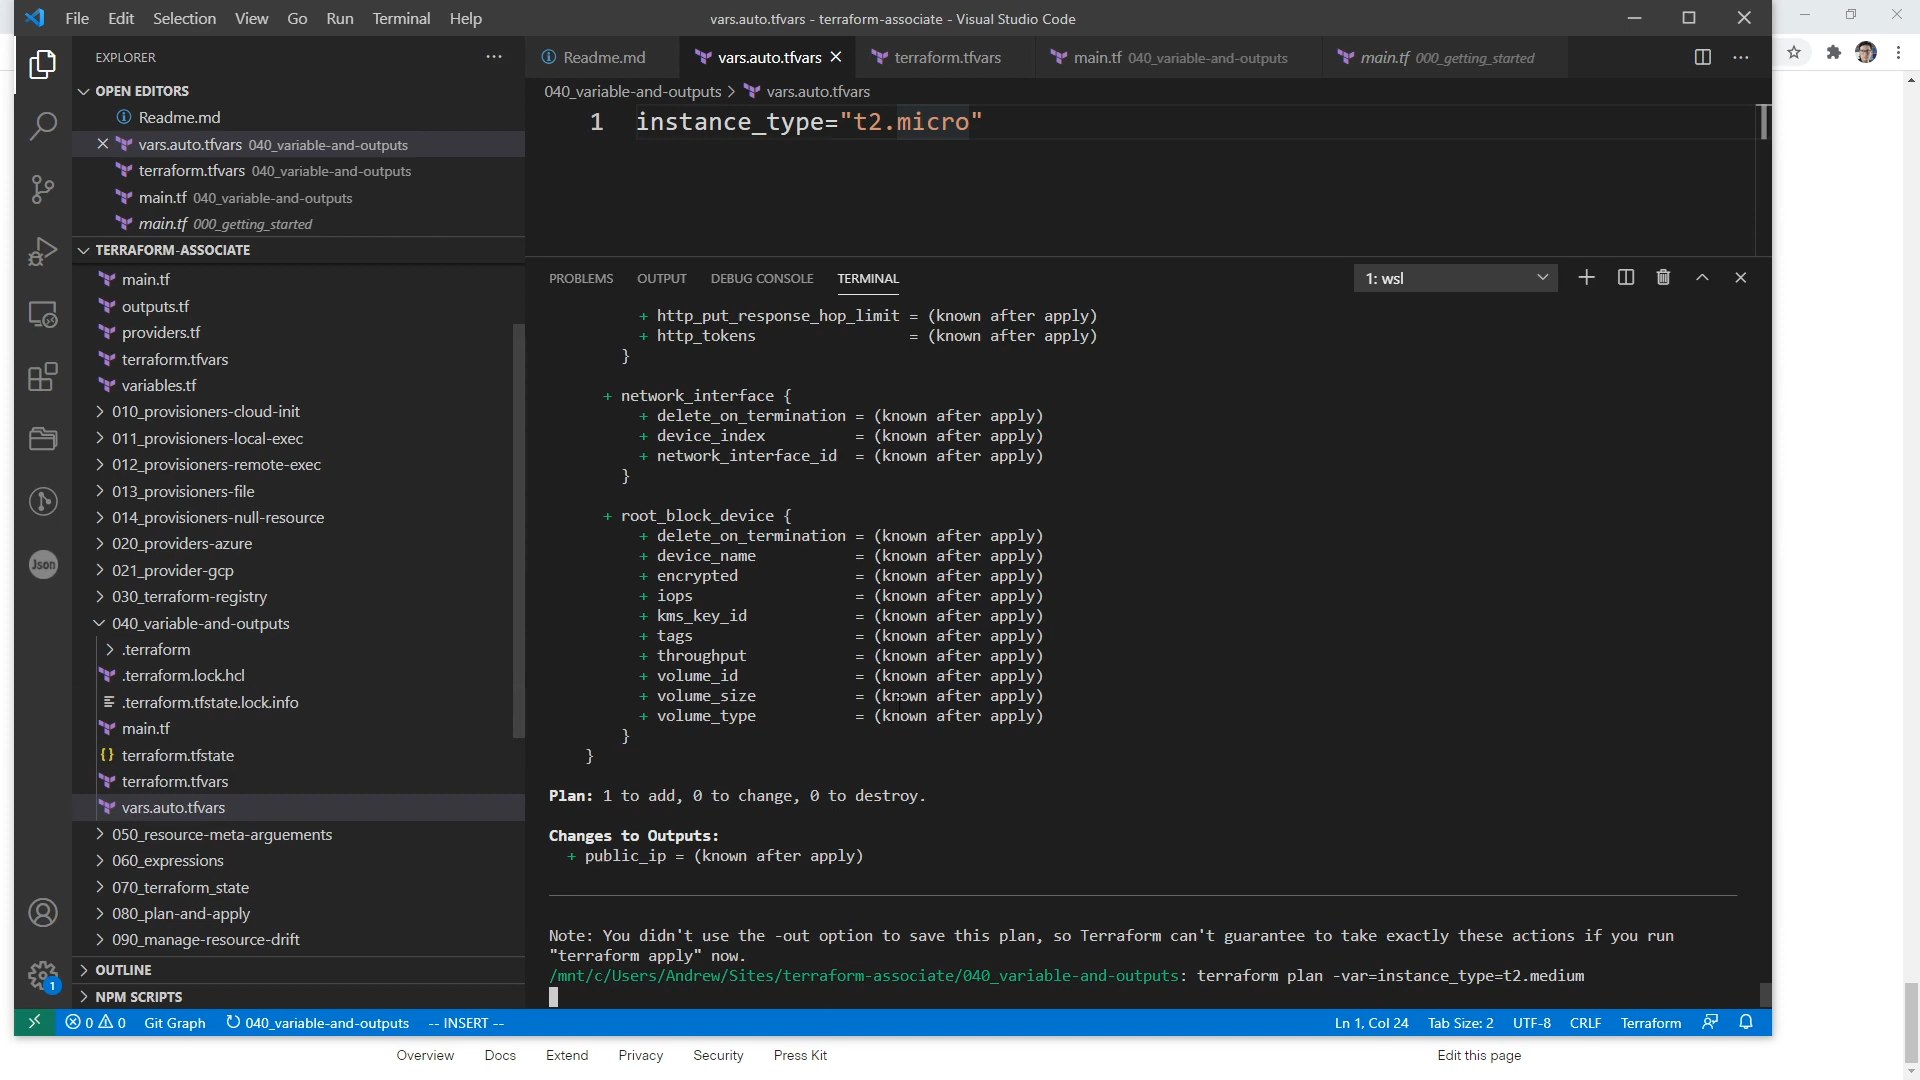 File Edit Selection View Go Run Terminal Help
vars.auto.tfvars - terraform-associate - Visual Studio Code
EXPLORER
Readme.md
vars.auto.tfvars
terraform.tfvars
main.tf 040_variable-and-outputs
main.tf 000_getting_started
OPEN EDITORS
Readme.md
vars.auto.tfvars 040_variable-and-outputs
terraform.tfvars 040_variable-and-outputs
main.tf 040_variable-and-outputs
main.tf 000_getting_started
TERRAFORM-ASSOCIATE
main.tf
outputs.tf
providers.tf
terraform.tfvars
variables.tf
010_provisioners-cloud-init
011_provisioners-local-exec
012_provisioners-remote-exec
013_provisioners-file
014_provisioners-null-resource
020_providers-azure
021_provider-gcp
030_terraform-registry
040_variable-and-outputs
.terraform
.terraform.lock.hcl
.terraform.tfstate.lock.info
main.tf
terraform.tfstate
terraform.tfvars
vars.auto.tfvars
050_resource-meta-arguements
060_expressions
070_terraform_state
080_plan-and-apply
090_manage-resource-drift
OUTLINE
NPM SCRIPTS
Json
1
040_variable-and-outputs > vars.auto.tfvars
1 instance_type="t2.micro"
PROBLEMS OUTPUT DEBUG CONSOLE TERMINAL
1: wsl
+ http_put_response_hop_limit = (known after apply)
+ http_tokens = (known after apply)
}
+ network_interface {
+ delete_on_termination = (known after apply)
+ device_index = (known after apply)
+ network_interface_id = (known after apply)
}
+ root_block_device {
+ delete_on_termination = (known after apply)
+ device_name = (known after apply)
+ encrypted = (known after apply)
+ iops = (known after apply)
+ kms_key_id = (known after apply)
+ tags = (known after apply)
+ throughput = (known after apply)
+ volume_id = (known after apply)
+ volume_size = (known after apply)
+ volume_type = (known after apply)
}
}
Plan: 1 to add, 0 to change, 0 to destroy.
Changes to Outputs:
+ public_ip = (known after apply)
Note: You didn't use the -out option to save this plan, so Terraform can't guarantee to take exactly these actions if you run
"terraform apply" now.
/mnt/c/Users/Andrew/Sites/terraform-associate/040_variable-and-outputs: terraform plan -var=instance_type=t2.medium
0 0 Git Graph 040_variable-and-outputs -- INSERT --
Ln 1, Col 24 Tab Size: 2 UTF-8 CRLF Terraform
Overview Docs Extend Privacy Security Press Kit
Edit this page